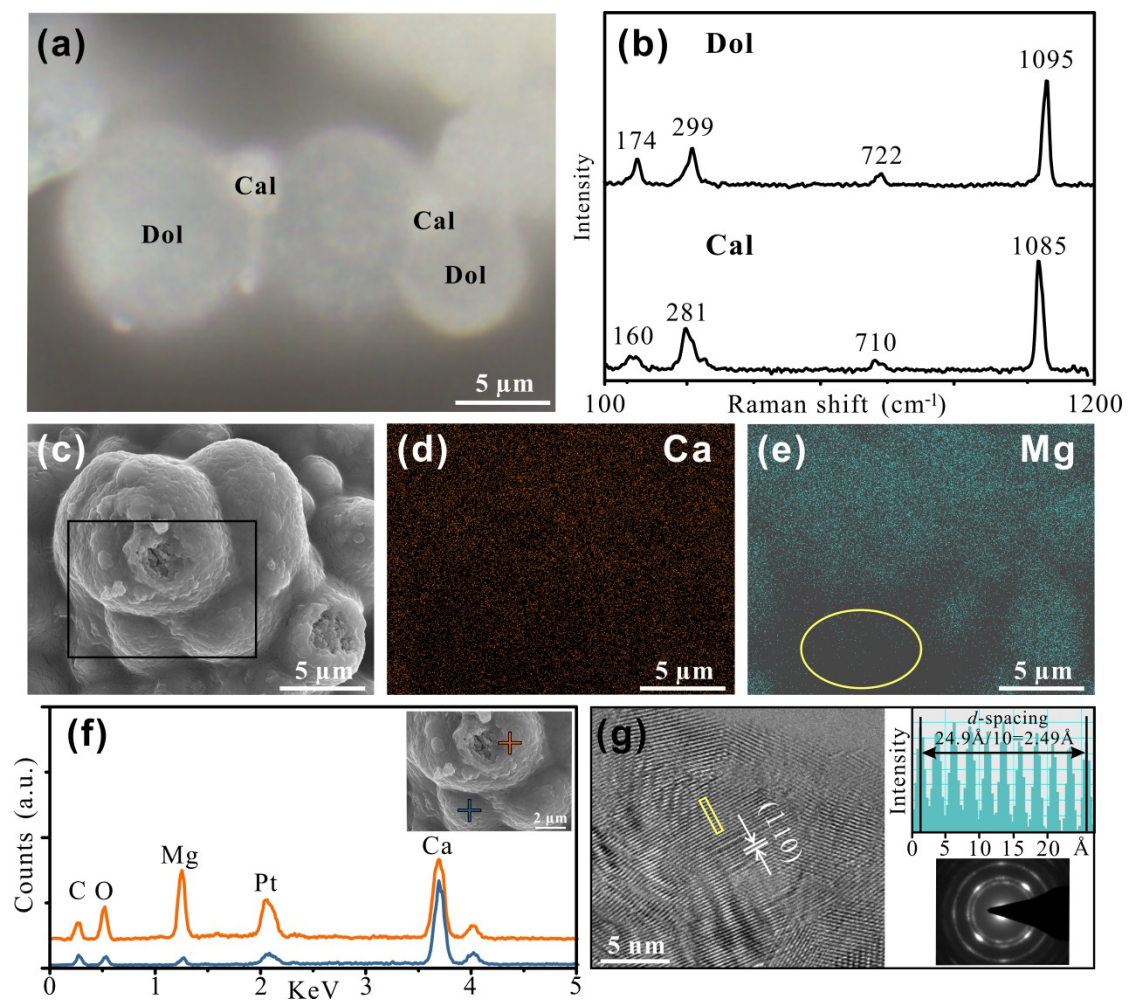 (a)
Cal
Cal
Dol
Dol
5 μm
(b)
Dol
1095
174
299
722
Cal
1085
160
281
710
Intensity
100
Raman shift (cm⁻¹)
1200
(c)
5 μm
(d)
Ca
5 μm
(e)
Mg
5 μm
(f)
2 μm
C
O
Mg
Pt
Ca
Counts (a.u.)
0
1
2
3
4
5
KeV
(g)
(110)
5 nm
d-spacing
24.9Å/10=2.49Å
Intensity
0 5 10 15 20 Å